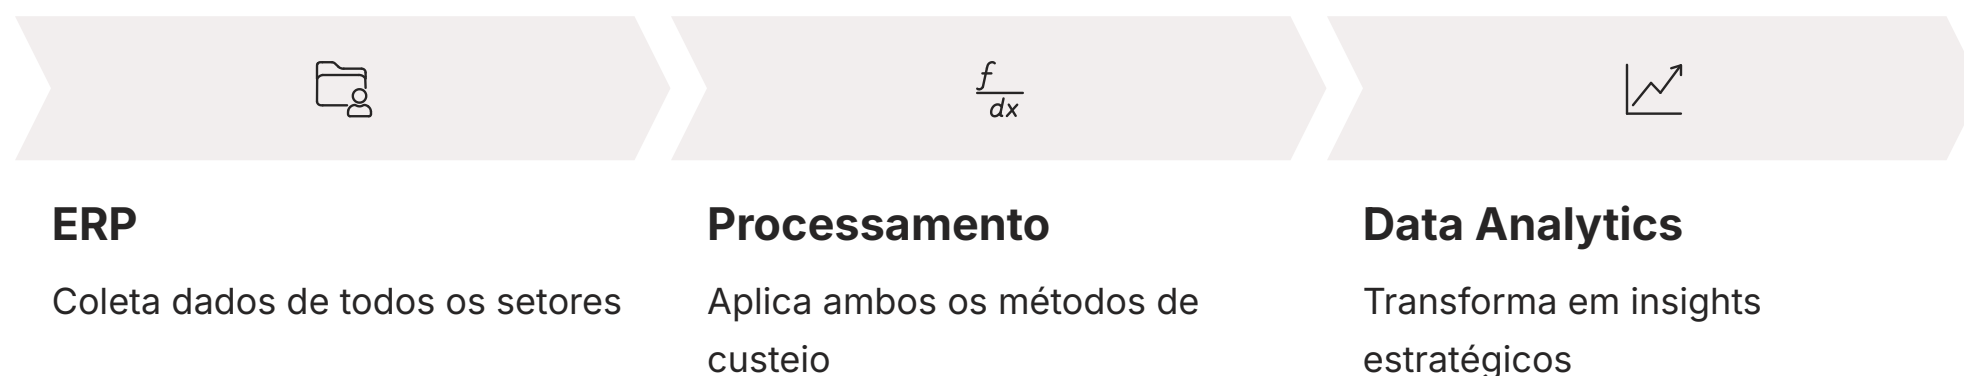 f
dx
ERP
Coleta dados de todos os setores
Processamento
Aplica ambos os métodos de
custeio
Data Analytics
Transforma em insights
estratégicos